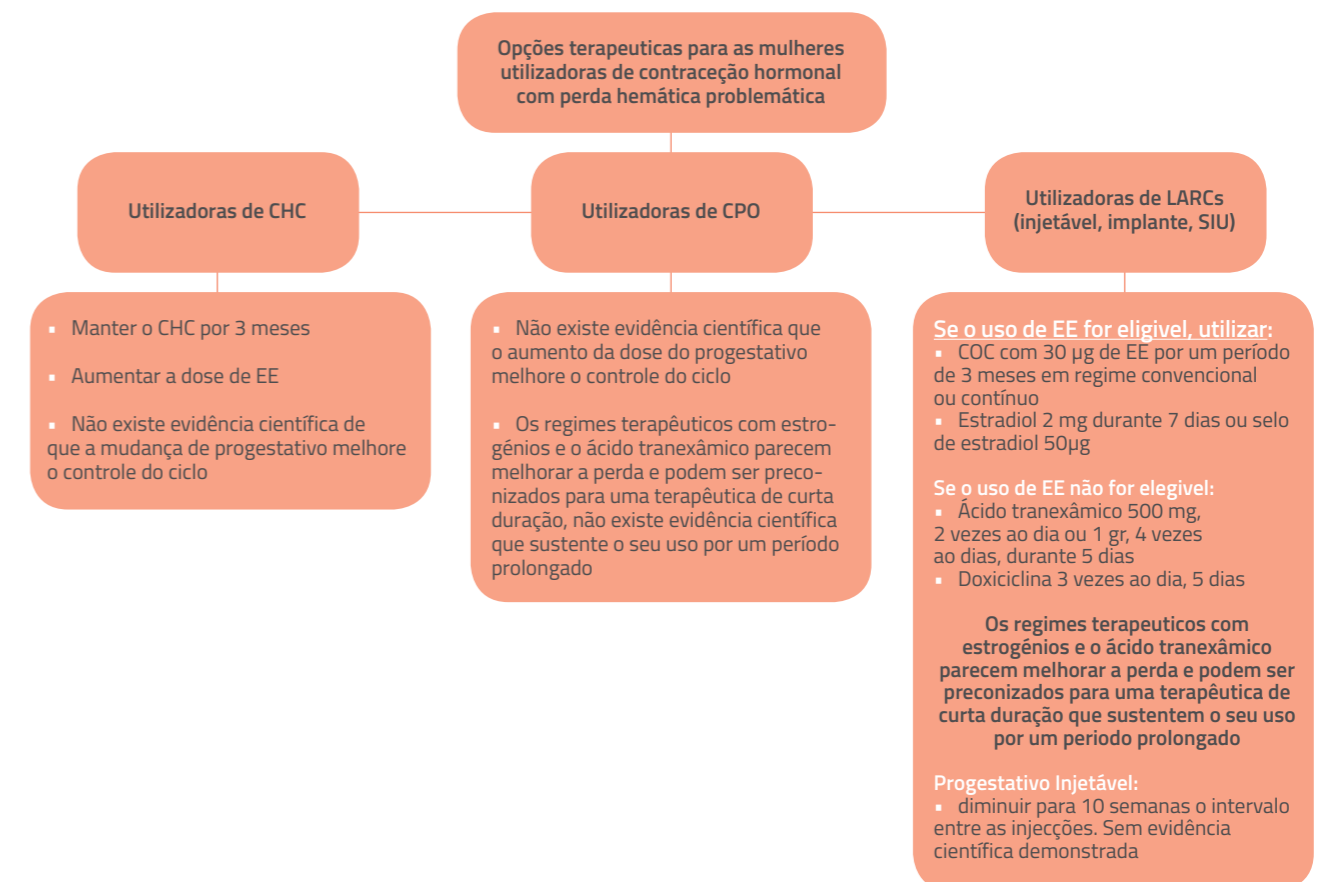 Opções terapeuticas para as mulheres
utilizadoras de contraceção hormonal
com perda hemática problemática
Utilizadoras de CHC
Utilizadoras de CPO
Utilizadoras de LARCs
(injetável, implante, SIU)
▪ Manter o CHC por 3 meses
▪ Aumentar a dose de EE
▪ Não existe evidência científica de
que a mudança de progestativo melhore
o controle do ciclo
▪ Não existe evidência científica que
o aumento da dose do progestativo
melhore o controle do ciclo
▪ Os regimes terapêuticos com estro-
génios e o ácido tranexâmico parecem
melhorar a perda e podem ser preco-
nizados para uma terapêutica de curta
duração, não existe evidência científica
que sustente o seu uso por um período
prolongado
Se o uso de EE for eligivel, utilizar:
▪ COC com 30 µg de EE por um período
de 3 meses em regime convencional
ou contínuo
▪ Estradiol 2 mg durante 7 dias ou selo
de estradiol 50µg
Se o uso de EE não for elegivel:
▪ Ácido tranexâmico 500 mg,
2 vezes ao dia ou 1 gr, 4 vezes
ao dias, durante 5 dias
▪ Doxiciclina 3 vezes ao dia, 5 dias
Os regimes terapeuticos com
estrogénios e o ácido tranexâmico
parecem melhorar a perda e podem ser
preconizados para uma terapêutica de
curta duração que sustentem o seu uso
por um periodo prolongado
Progestativo Injetável:
▪ diminuir para 10 semanas o intervalo
entre as injecções. Sem evidência
científica demonstrada